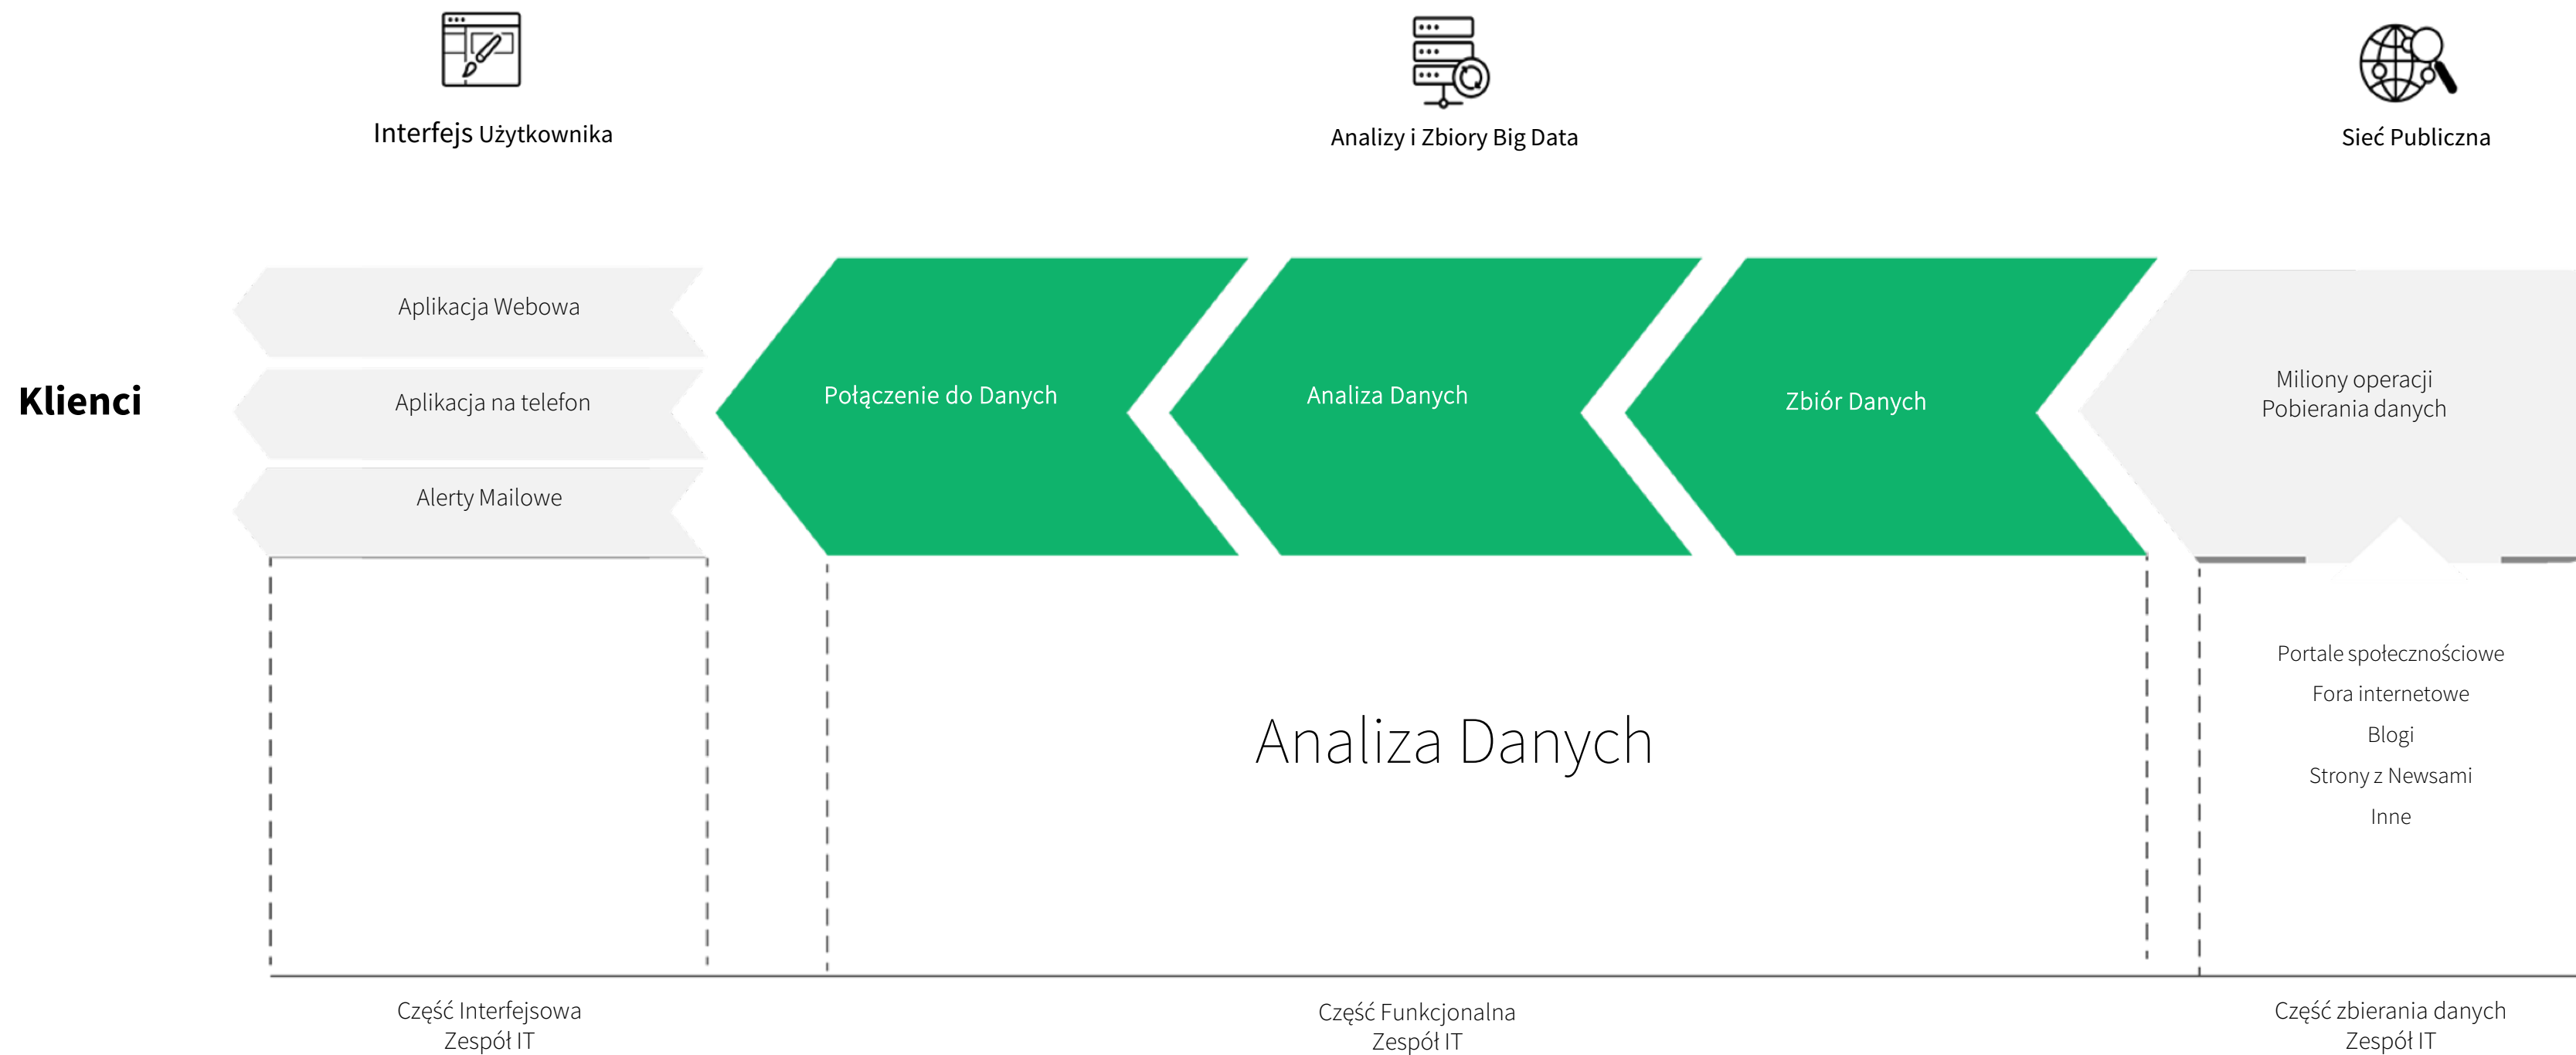 Interfejs Użytkownika
Analizy i Zbiory Big Data
Sieć Publiczna
Klienci
Aplikacja Webowa
Aplikacja na telefon
Alerty Mailowe
Połączenie do Danych
Analiza Danych
Zbiór Danych
Miliony operacji
Pobierania danych
Analiza Danych
Portale społecznościowe
Fora internetowe
Blogi
Strony z Newsami
Inne
Część Interfejsowa
Zespół IT
Część Funkcjonalna
Zespół IT
Część zbierania danych
Zespół IT